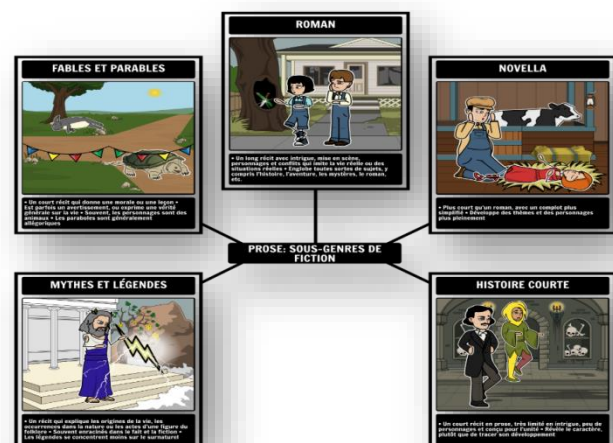 ROMAN
• Un long récit avec intrigue, mise en scène,
personnages et conflits qui imite la vie réelle ou des
situations réelles • Englobe toutes sortes de sujets, y
compris l'histoire, l'aventure, les mystères, le roman,
etc.
FABLES ET PARABLES
• Un court récit qui donne une morale ou une leçon •
Est parfois un avertissement, ou exprime une vérité
générale sur la vie • Souvent, les personnages sont des
animaux • Les paraboles sont généralement
allégoriques
NOVELLA
• Plus court qu'un roman, avec un complot plus
simplifié • Développe des thèmes et des personnages
plus pleinement
PROSE: SOUS-GENRES DE
FICTION
MYTHES ET LÉGENDES
• Un récit qui explique les origines de la vie, les
occurrences dans la nature ou les actes d'une figure du
folklore • Souvent enracinés dans le fait et la fiction •
Les légendes se concentrent moins sur le surnaturel
HISTOIRE COURTE
• Un court récit en prose, très limité en intrigue, peu de
personnages et conçu pour l'unité • Révèle le caractère,
plutôt que de tracer son développement